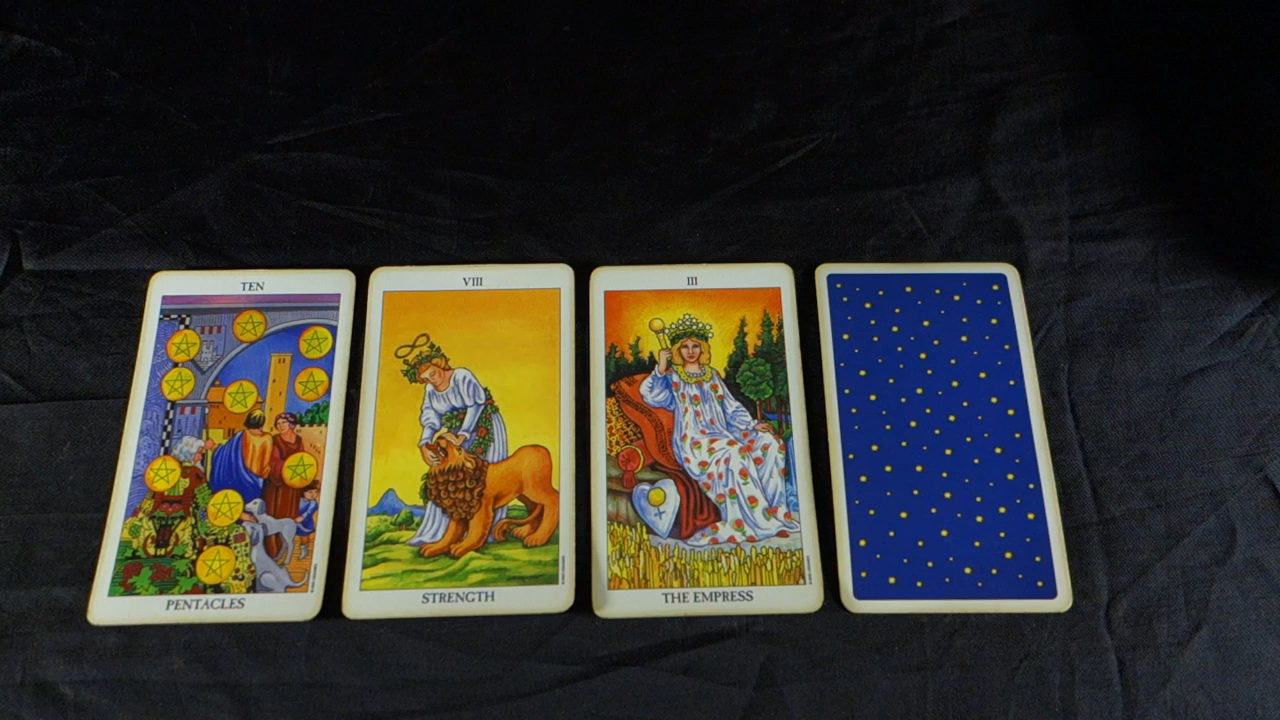 TEN
PENTACLES
VIII
STRENGTH
III
THE EMPRESS